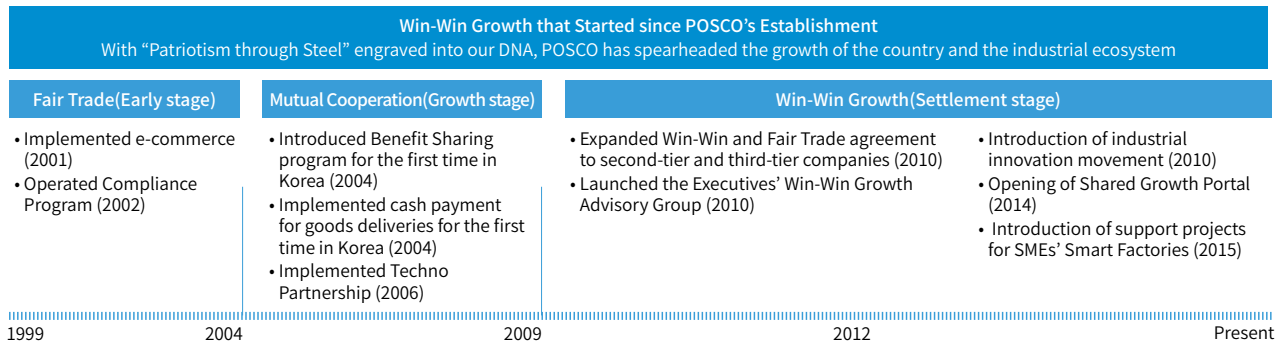 Win-Win Growth that Started since POSCO's Establishment
With “Patriotism through Steel” engraved into our DNA, POSCO has spearheaded the growth of the country and the industrial ecosystem
Fair Trade(Early stage)
• Implemented e-commerce
(2001)
• Operated Compliance
Program (2002)
Mutual Cooperation(Growth stage)
• Introduced Benefit Sharing
program for the first time in
Korea (2004)
• Implemented cash payment
for goods deliveries for the first
time in Korea (2004)
• Implemented Techno
Partnership (2006)
Win-Win Growth(Settlement stage)
• Expanded Win-Win and Fair Trade agreement
to second-tier and third-tier companies (2010)
• Launched the Executives’ Win-Win Growth
Advisory Group (2010)
• Introduction of industrial
innovation movement (2010)
• Opening of Shared Growth Portal
(2014)
• Introduction of support projects
for SMEs’ Smart Factories (2015)
1999 2004 2009 2012 Present